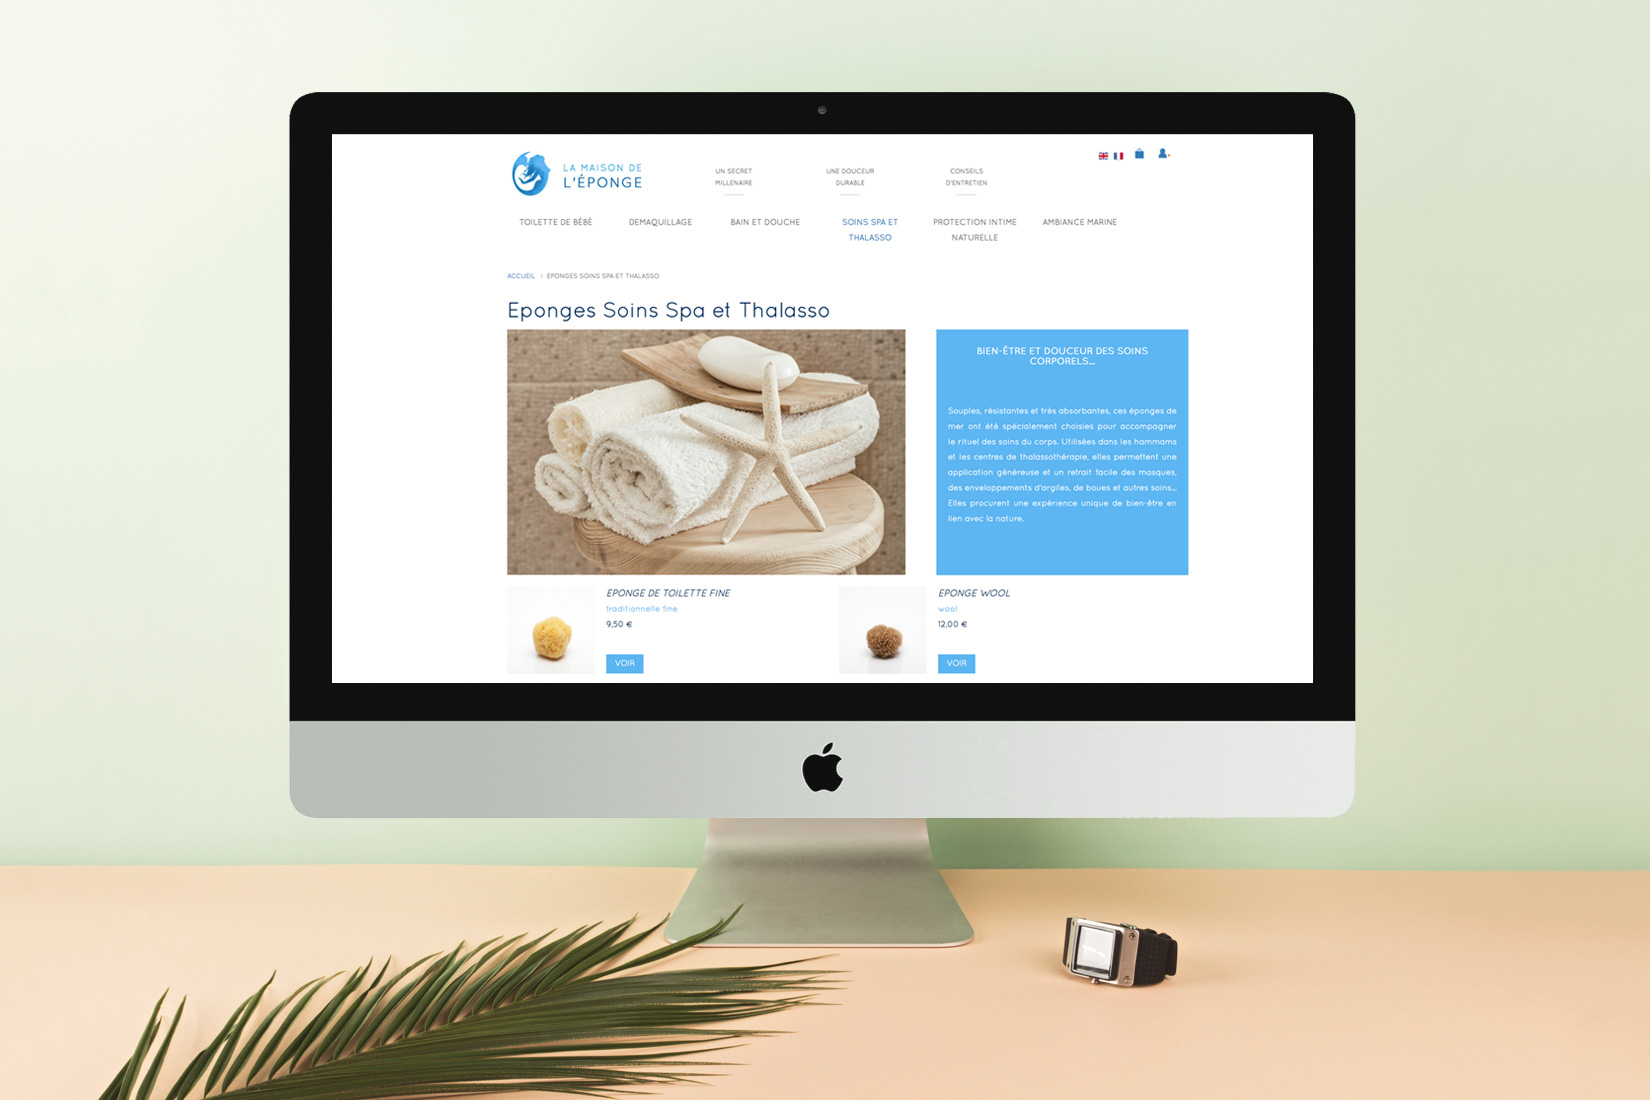 LA MAISON DE
L'ÉPONGE
UN SECRET
MILLENAIRE
UNE DOUCEUR
DURABLE
CONSEILS
D'ENTRETIEN
TOILETTE DE BÉBÉ
DEMAQUILLAGE
BAIN ET DOUCHE
SOINS SPA ET
THALASSO
PROTECTION INTIME
NATURELLE
AMBIANCE MARINE
ACCUEIL > EPONGES SOINS SPA ET THALASSO
Eponges Soins Spa et Thalasso
BIEN-ÊTRE ET DOUCEUR DES SOINS
CORPORELS...
Souples, résistantes et très absorbantes, ces éponges de
mer ont été spécialement choisies pour accompagner
le rituel des soins du corps. Utilisées dans les hammams
et les centres de thalassothérapie, elles permettent une
application généreuse et un retrait facile des masques,
des enveloppements d'argiles, de boues et autres soins...
Elles procurent une expérience unique de bien-être en
lien avec la nature.
EPONGE DE TOILETTE FINE
traditionnelle fine
9,50 €
VOIR
EPONGE WOOL
wool
12,00 €
VOIR